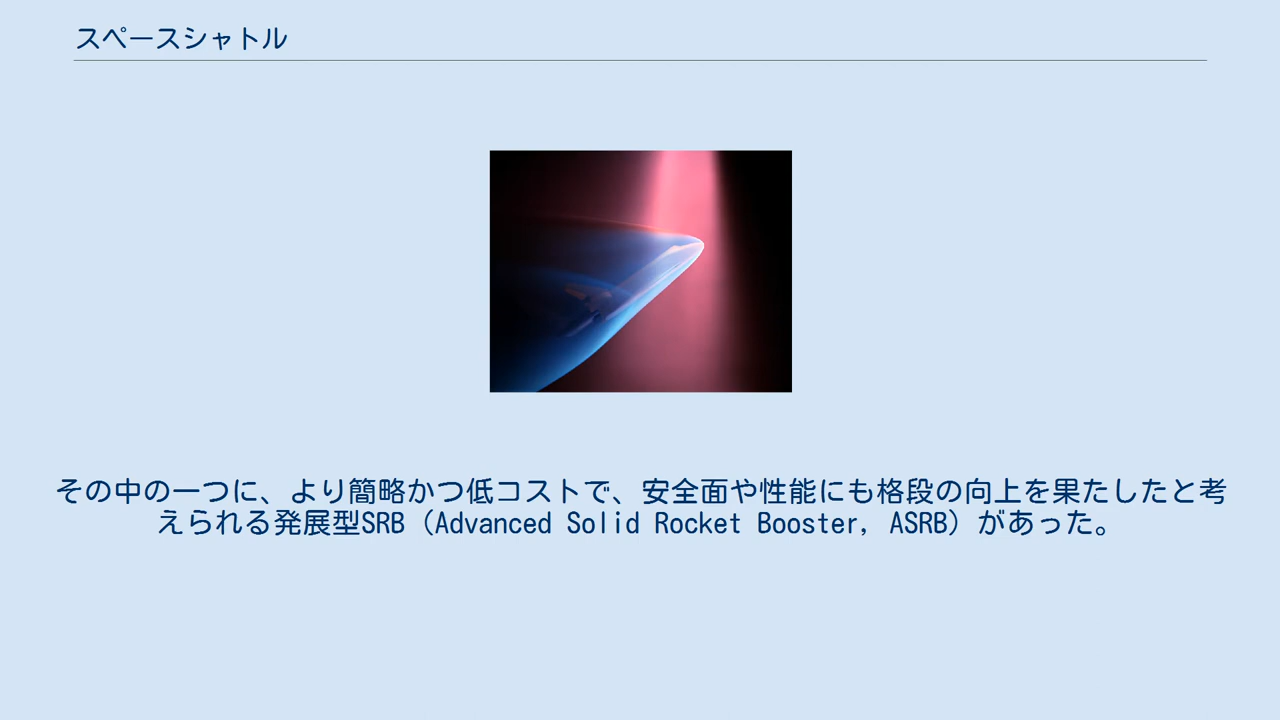 スペースシャトル
その中の一つに、より簡略かつ低コストで、安全面や性能にも格段の向上を果たしたと考
えられる発展型SRB（Advanced Solid Rocket Booster, ASRB）があった。